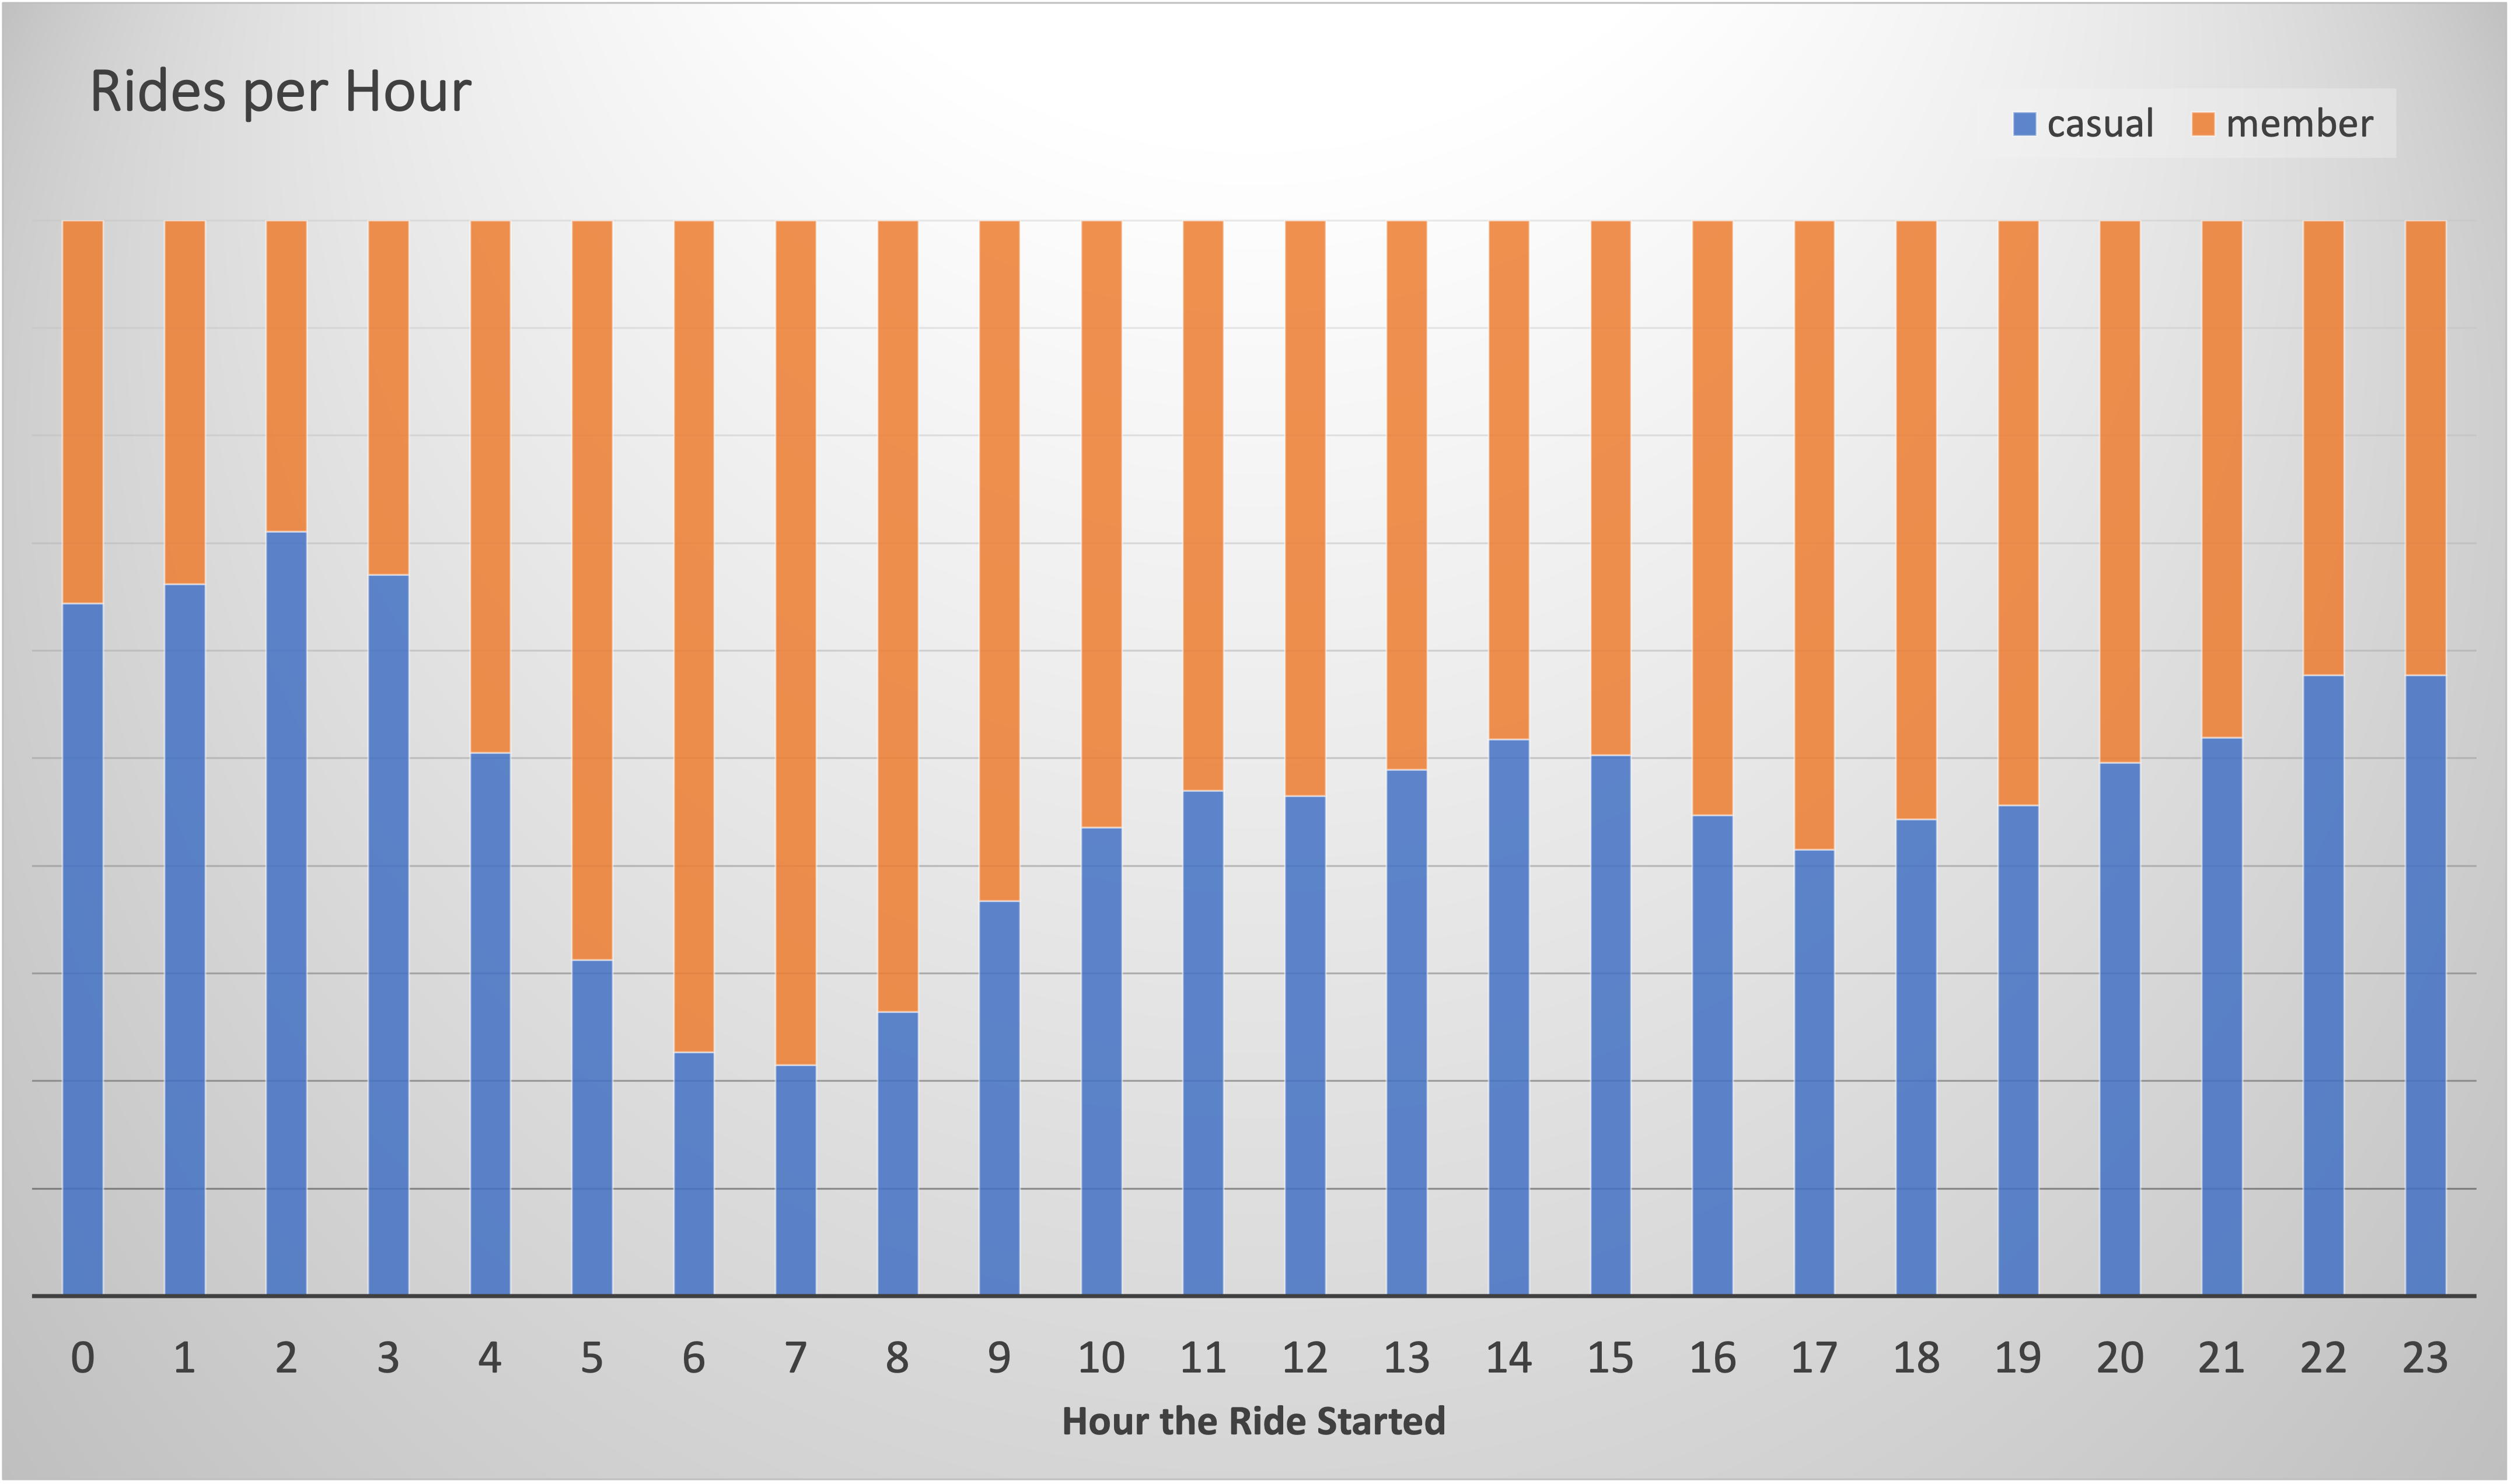 Rides per Hour
casual member
0 1 2 3 4 5 6 7 8 9 10 11 12 13 14 15 16 17 18 19 20 21 22 23
Hour the Ride Started